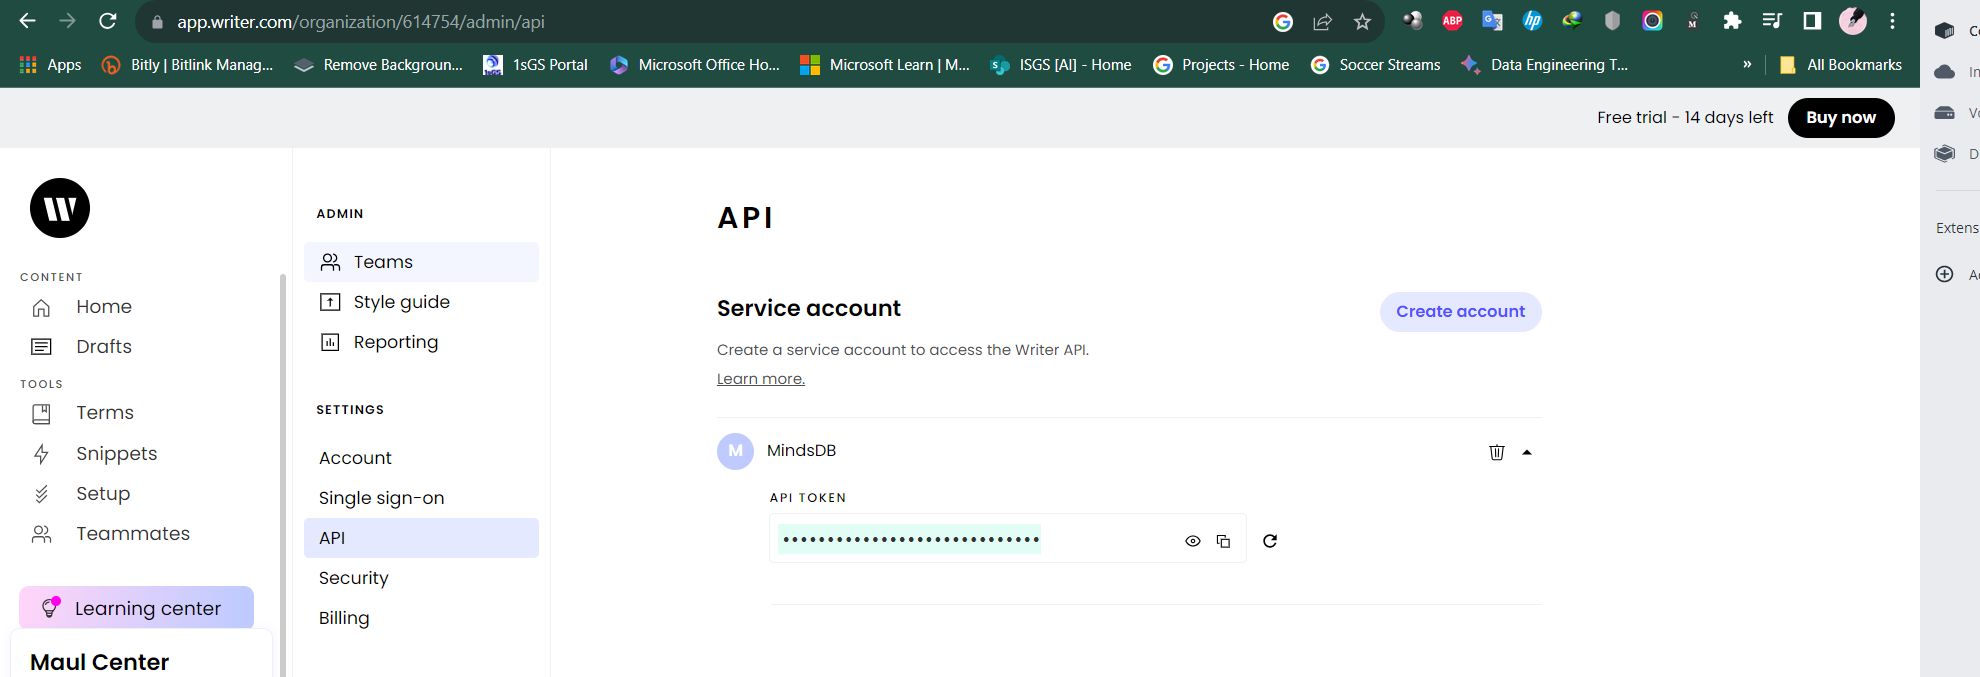 app.writer.com/organization/614754/admin/api
Apps
Bitly | Bitlink Manag...
Remove Backgroun...
1sGS Portal
Microsoft Office Ho...
Microsoft Learn | M...
ISGS [AI] - Home
Projects - Home
Soccer Streams
Data Engineering T...
»
All Bookmarks
Free trial - 14 days left
Buy now
W
CONTENT
Home
Drafts
TOOLS
Terms
Snippets
Setup
Teammates
Learning center
Maul Center
ADMIN
Teams
Style guide
Reporting
SETTINGS
Account
Single sign-on
API
Security
Billing
API
Service account
Create account
Create a service account to access the Writer API.
Learn more.
M
MindsDB
API TOKEN
•••••••••••••••••••••••••••••
Extens